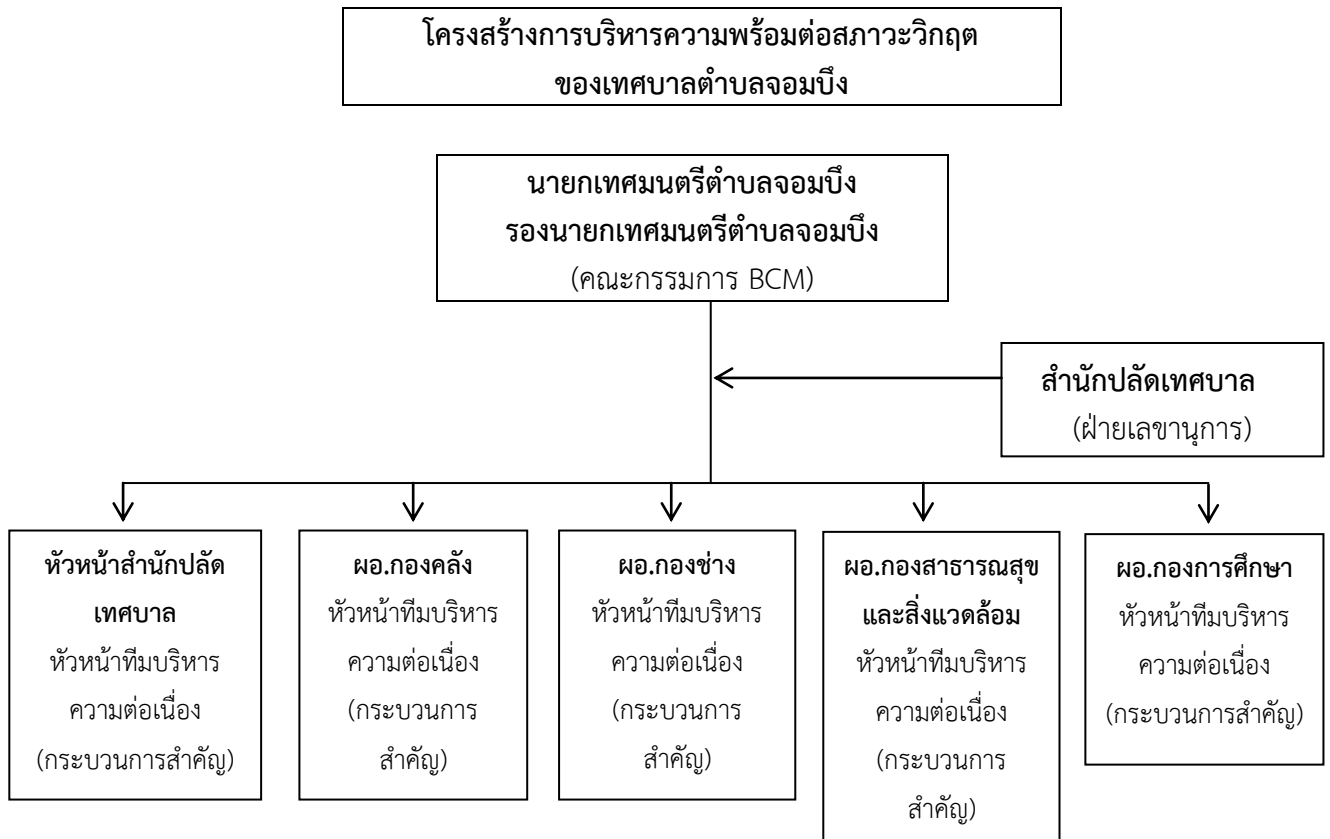 โครงสร้างการบริหารความพร้อมต่อสภาวะวิกฤต
ของเทศบาลตำบลจอมบึง
นายกเทศมนตรีตำบลจอมบึง
รองนายกเทศมนตรีตำบลจอมบึง
(คณะกรรมการ BCM)
สำนักปลัดเทศบาล
(ฝ่ายเลขานุการ)
หัวหน้าสำนักปลัด
เทศบาล
หัวหน้าทีมบริหาร
ความต่อเนื่อง
(กระบวนการสำคัญ)
ผอ.กองคลัง
หัวหน้าทีมบริหาร
ความต่อเนื่อง
(กระบวนการ
สำคัญ)
ผอ.กองช่าง
หัวหน้าทีมบริหาร
ความต่อเนื่อง
(กระบวนการ
สำคัญ)
ผอ.กองสาธารณสุข
และสิ่งแวดล้อม
หัวหน้าทีมบริหาร
ความต่อเนื่อง
(กระบวนการ
สำคัญ)
ผอ.กองการศึกษา
หัวหน้าทีมบริหาร
ความต่อเนื่อง
(กระบวนการสำคัญ)